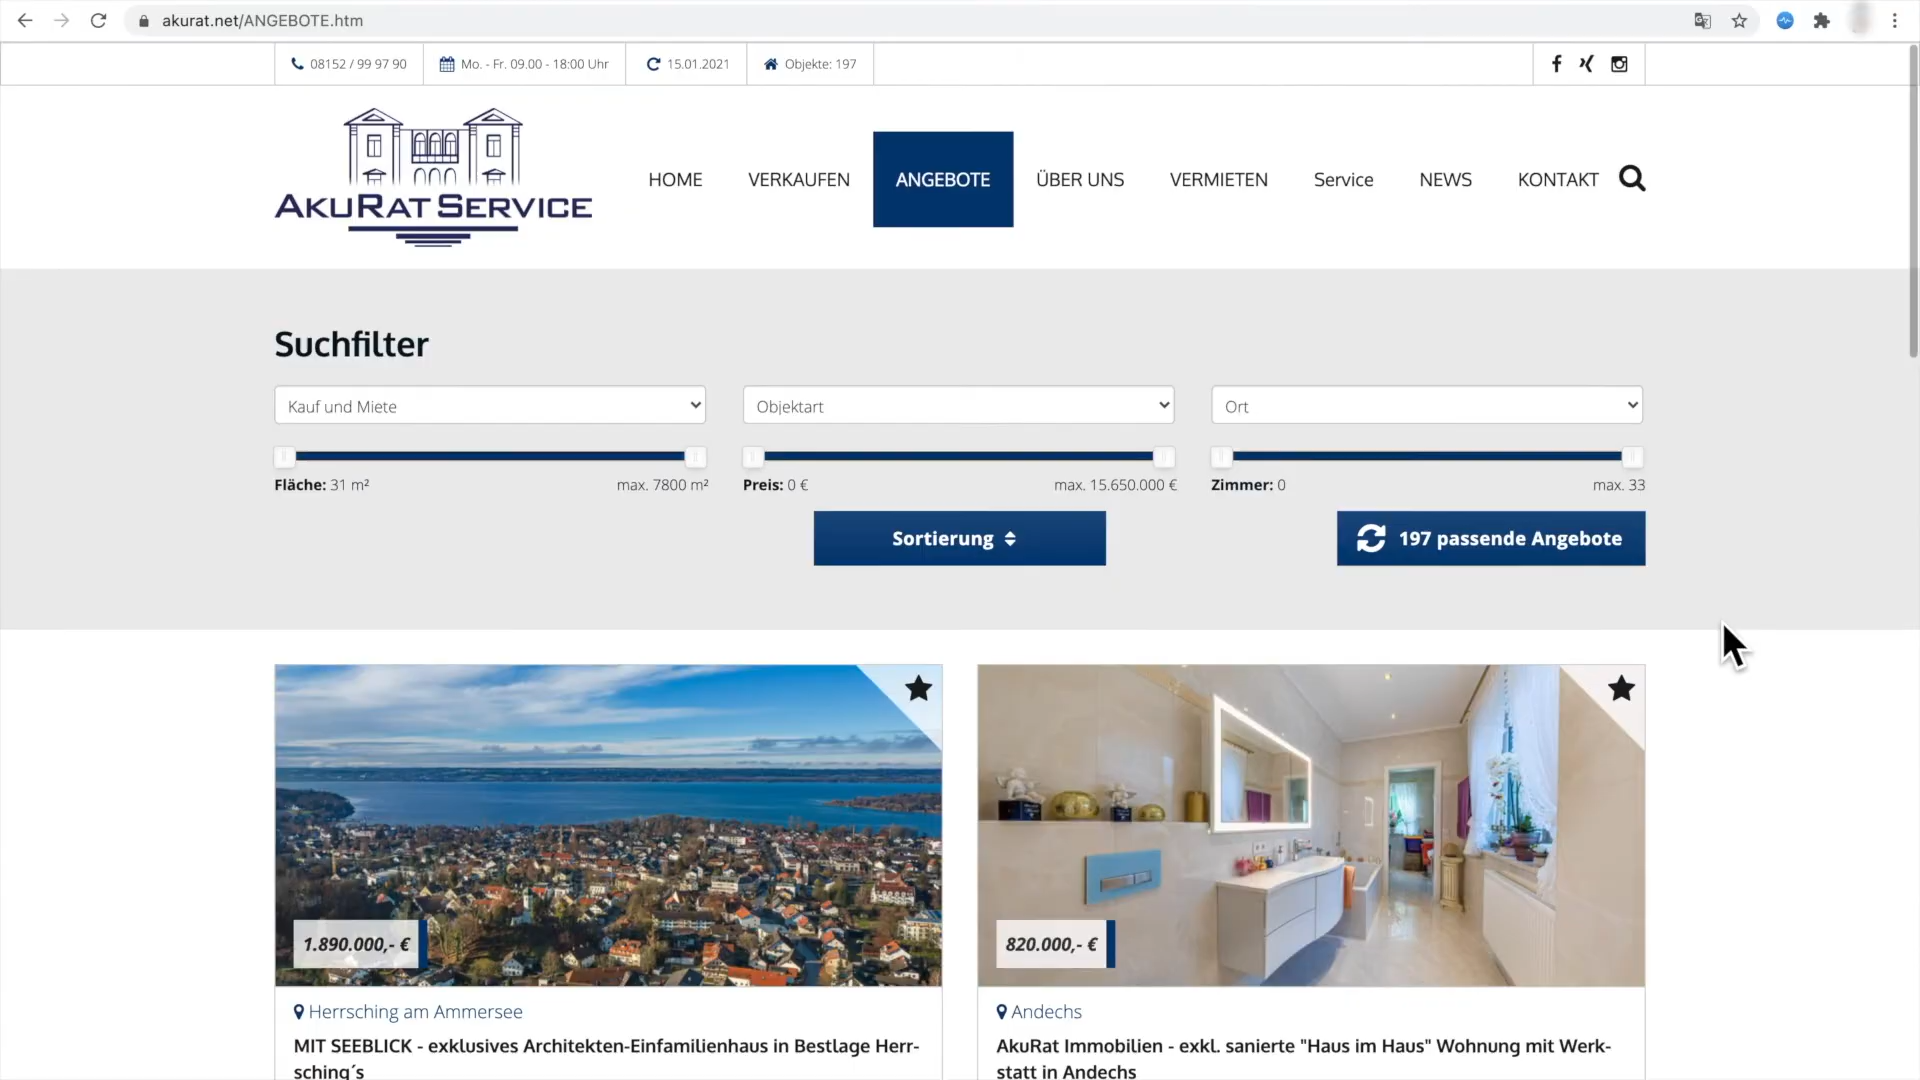 akurat.net/ANGEBOTE.htm
08152 / 99 97 90
Mo. - Fr. 09.00 - 18:00 Uhr
15.01.2021
Objekte: 197
AKURAT SERVICE
HOME
VERKAUFEN
ANGEBOTE
ÜBER UNS
VERMIETEN
Service
NEWS
KONTAKT
Suchfilter
Kauf und Miete
Objektart
Ort
Fläche: 31 m²
max. 7800 m²
Preis: 0 €
max. 15.650.000 €
Zimmer: 0
max. 33
Sortierung
197 passende Angebote
1.890.000,- €
820.000,- €
Herrsching am Ammersee
MIT SEEBLICK - exklusives Architekten-Einfamilienhaus in Bestlage Herr-
sching´s
Andechs
AkuRat Immobilien - exkl. sanierte "Haus im Haus" Wohnung mit Werk-
statt in Andechs